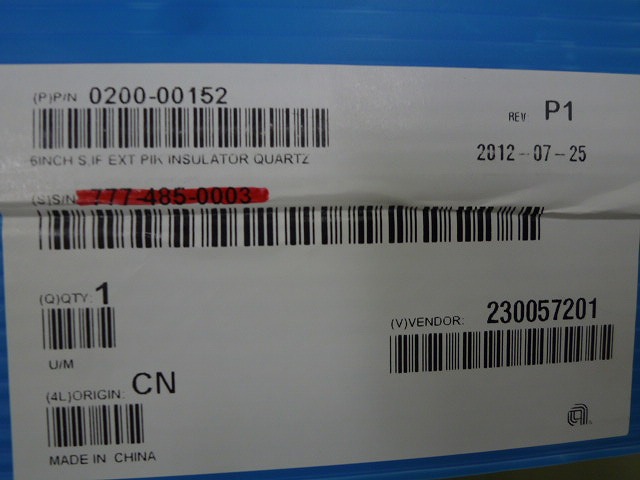 (P)P/N 0200-00152
REV P1
6INCH S.IF EXT PIK INSULATOR QUARTZ
2012-07-25
(S)S/N 777-485-0003
(Q)QTY: 1
(V)VENDOR: 230057201
U/M
(4L)ORIGIN: CN
MADE IN CHINA